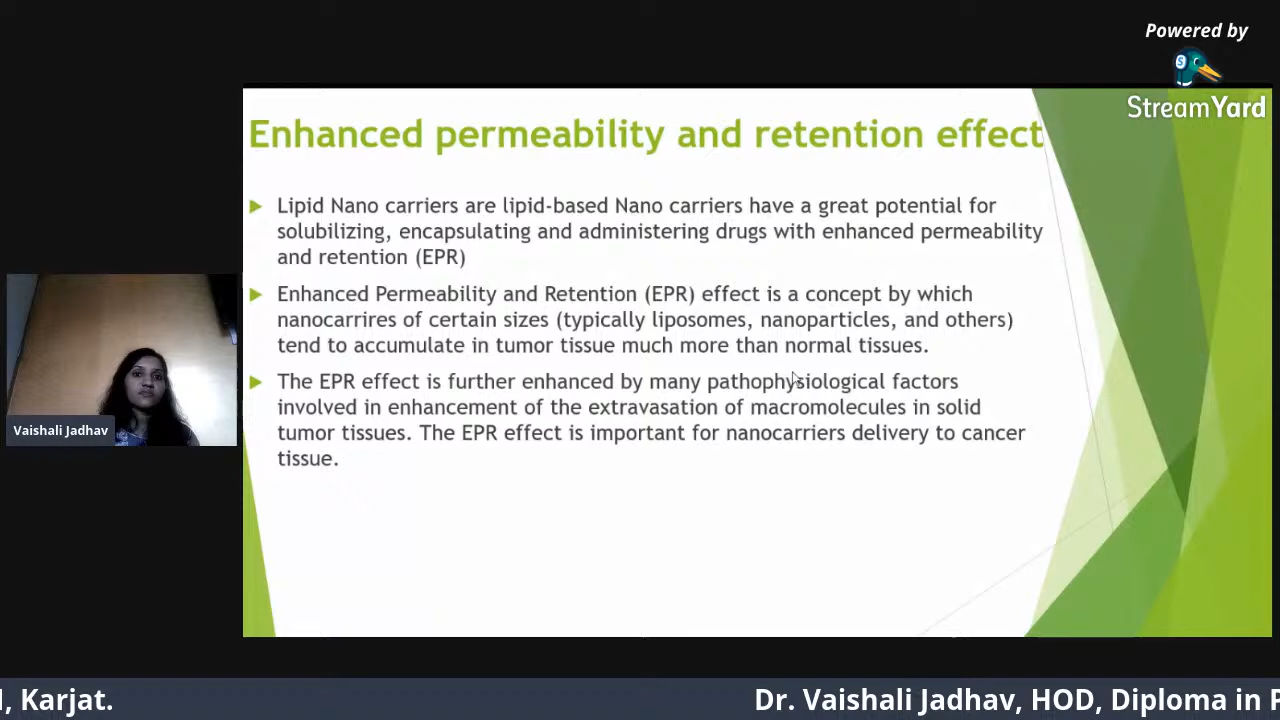 Powered by
StreamYard
Enhanced permeability and retention effect
Lipid Nano carriers are lipid-based Nano carriers have a great potential for
solubilizing, encapsulating and administering drugs with enhanced permeability
and retention (EPR)
Enhanced Permeability and Retention (EPR) effect is a concept by which
nanocarrires of certain sizes (typically liposomes, nanoparticles, and others)
tend to accumulate in tumor tissue much more than normal tissues.
The EPR effect is further enhanced by many pathophysiological factors
involved in enhancement of the extravasation of macromolecules in solid
tumor tissues. The EPR effect is important for nanocarriers delivery to cancer
tissue.
Vaishali Jadhav
, Karjat.
Dr. Vaishali Jadhav, HOD, Diploma in